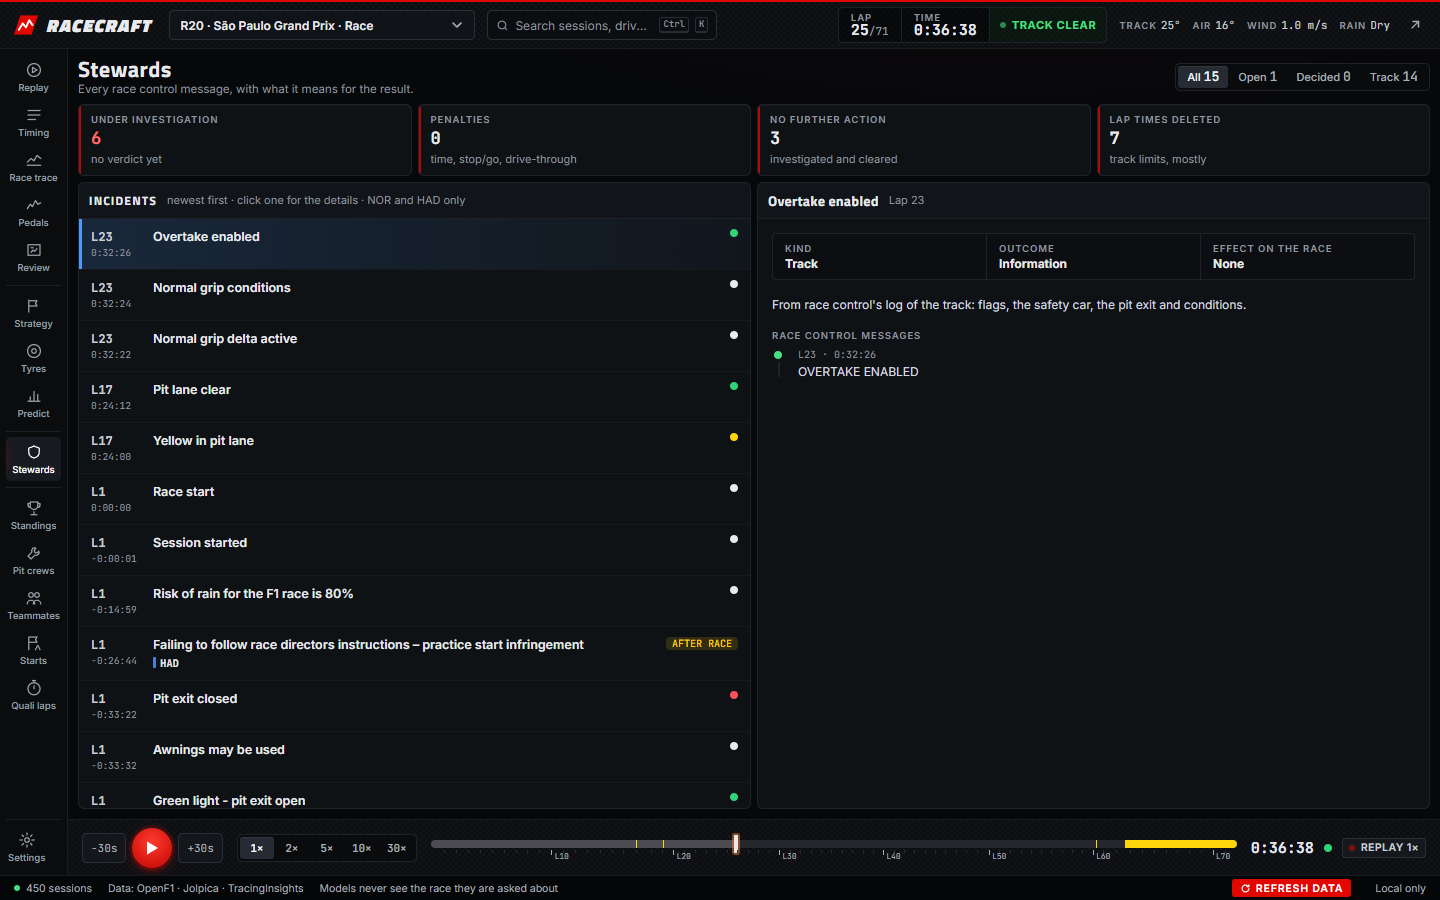 RACECRAFT
R20 · São Paulo Grand Prix · Race
Search sessions, driv... Ctrl K
LAP 25/71
TIME 0:36:38
TRACK CLEAR
TRACK 25° AIR 16° WIND 1.0 m/s RAIN Dry
Replay
Timing
Race trace
Pedals
Review
Strategy
Tyres
Predict
Stewards
Standings
Pit crews
Teammates
Starts
Quali laps
Settings
Stewards
Every race control message, with what it means for the result.
All 15 Open 1 Decided 0 Track 14
UNDER INVESTIGATION
6
no verdict yet
PENALTIES
0
time, stop/go, drive-through
NO FURTHER ACTION
3
investigated and cleared
LAP TIMES DELETED
7
track limits, mostly
INCIDENTS newest first · click one for the details · NOR and HAD only
L23 Overtake enabled
0:32:26
L23 Normal grip conditions
0:32:24
L23 Normal grip delta active
0:32:22
L17 Pit lane clear
0:24:12
L17 Yellow in pit lane
0:24:00
L1 Race start
0:00:00
L1 Session started
-0:00:01
L1 Risk of rain for the F1 race is 80%
-0:14:59
L1 Failing to follow race directors instructions – practice start infringement AFTER RACE
-0:26:44 HAD
L1 Pit exit closed
-0:33:22
L1 Awnings may be used
-0:33:32
L1 Green light - pit exit open
Overtake enabled Lap 23
KIND
Track
OUTCOME
Information
EFFECT ON THE RACE
None
From race control's log of the track: flags, the safety car, the pit exit and conditions.
RACE CONTROL MESSAGES
L23 · 0:32:26
OVERTAKE ENABLED
-30s +30s 1× 2× 5× 10× 30×
L10 L20 L30 L40 L50 L60 L70
0:36:38 REPLAY 1×
450 sessions Data: OpenF1 · Jolpica · TracingInsights Models never see the race they are asked about
REFRESH DATA Local only